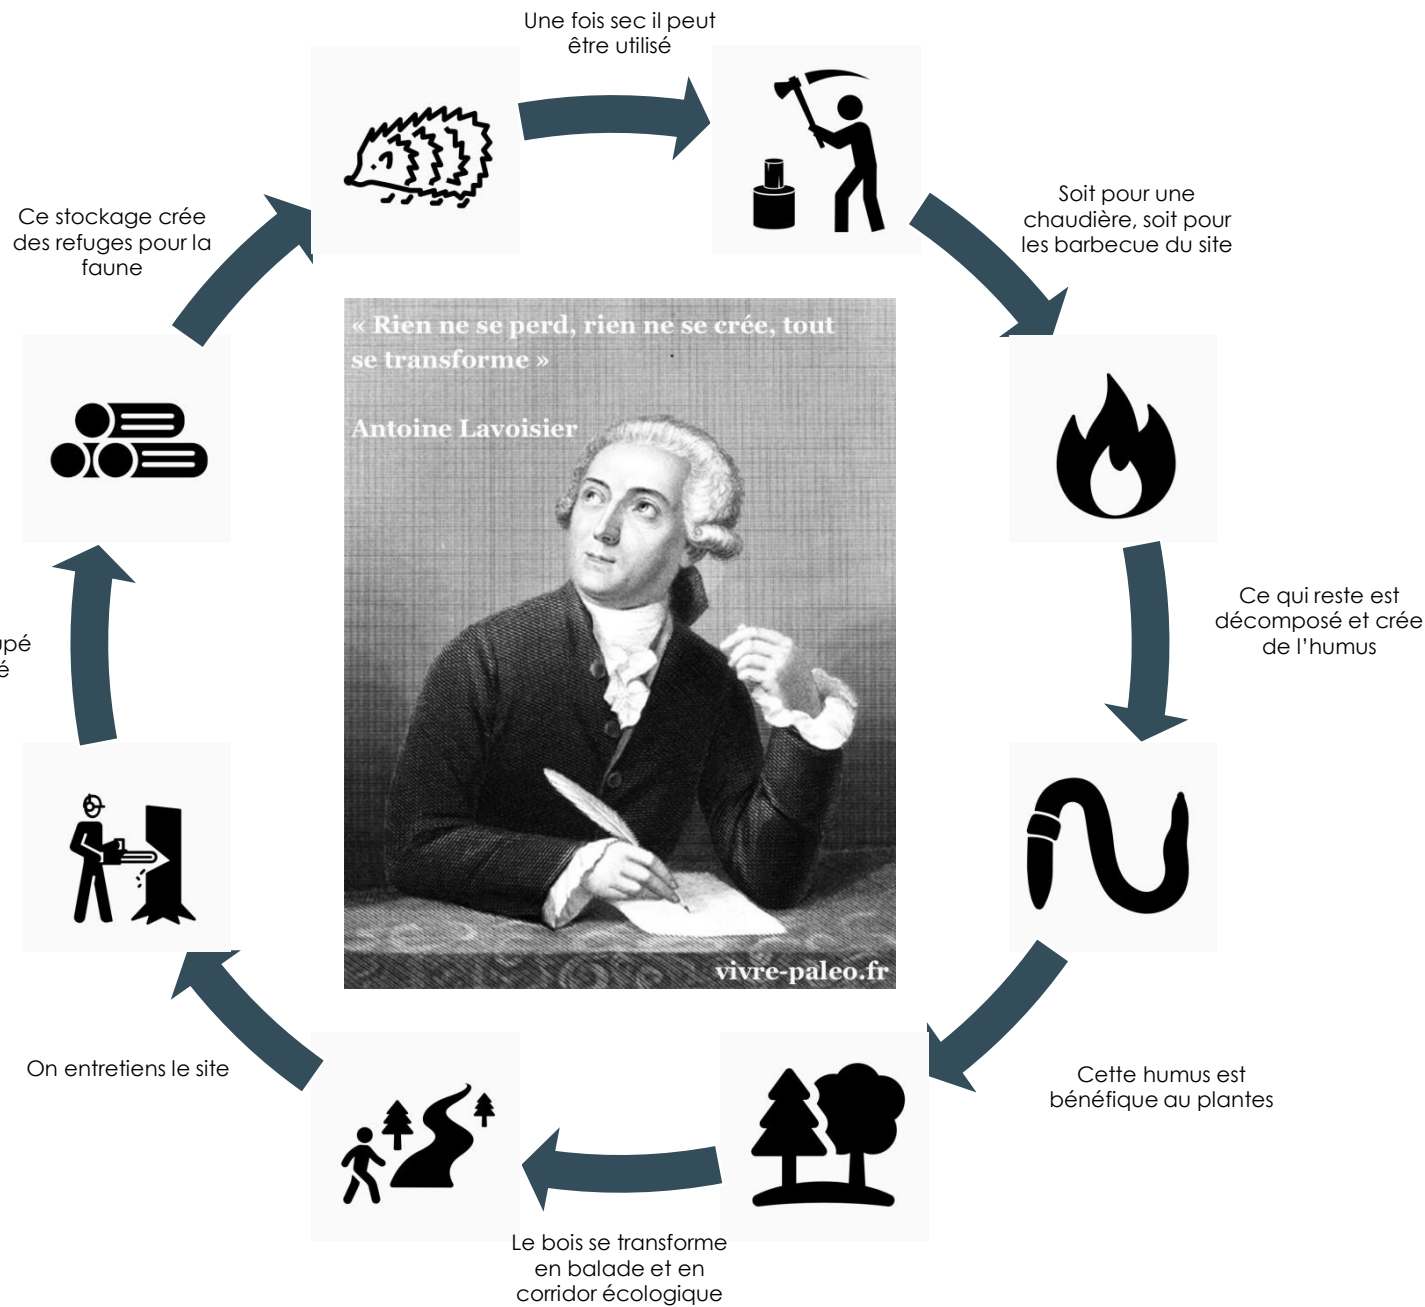 Une fois sec il peut
être utilisé
Soit pour une
chaudière, soit pour
les barbecue du site
Ce stockage crée
des refuges pour la
faune
« Rien ne se perd, rien ne se crée, tout
se transforme »
Antoine Lavoisier
Ce qui reste est
décomposé et crée
de l’humus
vivre-paleo.fr
On entretiens le site
Cette humus est
bénéfique au plantes
Le bois se transforme
en balade et en
corridor écologique